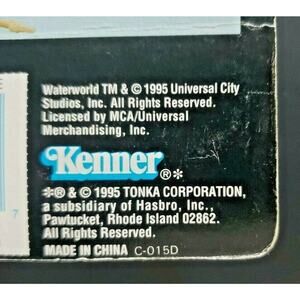 E
Waterworld TM & © 1995 Universal City
Studios, Inc. All Rights Reserved.
Licensed by MCA/Universal
Merchandising, Inc.
Kenner®*
*® & © 1995 TONKA CORPORATION,
a subsidiary of Hasbro, Inc.,
Pawtucket, Rhode Island 02862.
All Rights Reserved.
MADE IN CHINA C-015D
7